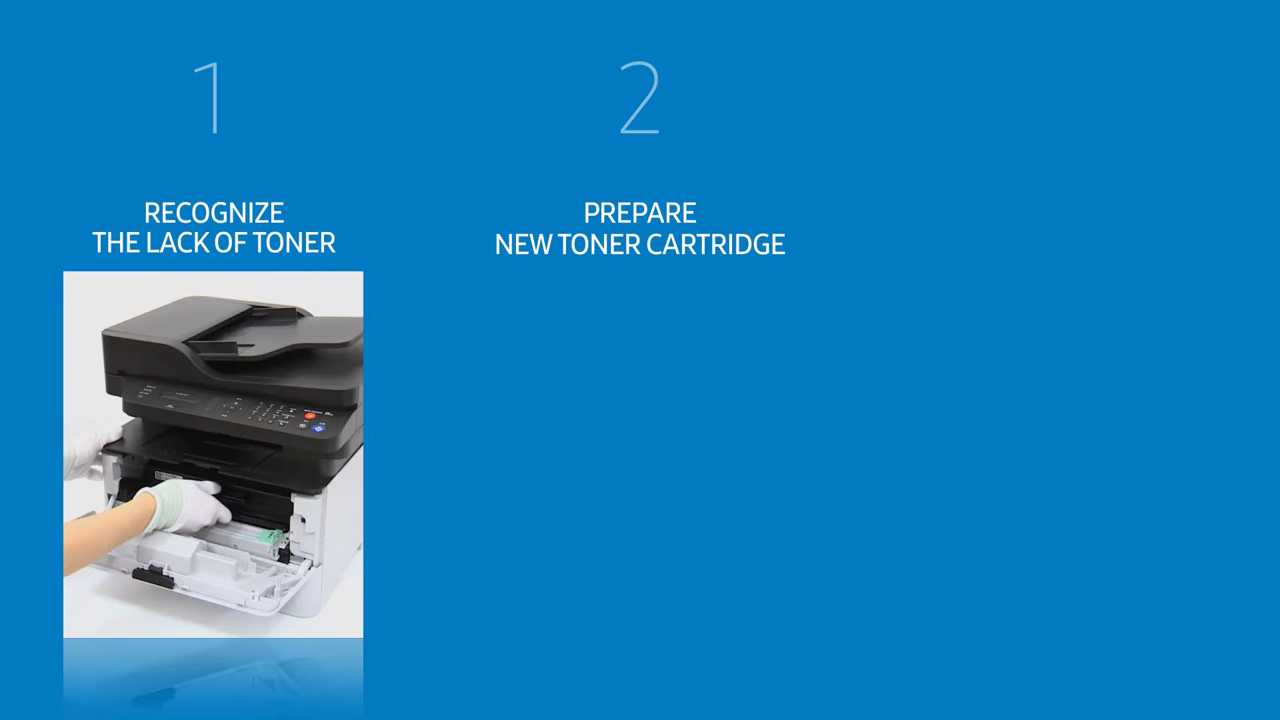 1
RECOGNIZE
THE LACK OF TONER
2
PREPARE
NEW TONER CARTRIDGE